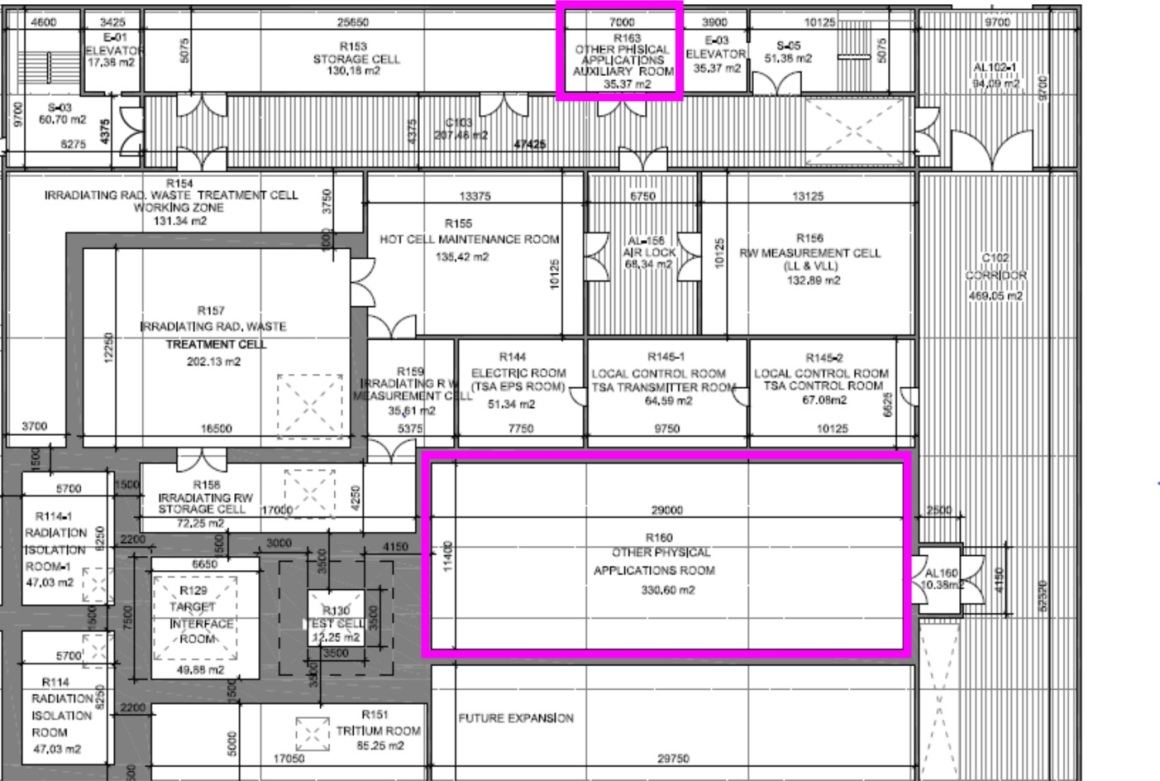 4600
3425
25650
7000
3900
10125
9700
E-01
ELEVATOR
17,38 m2
5075
R153
STORAGE CELL
130,18 m2
R163
OTHER PHISICAL
APPLICATIONS
AUXILIARY ROOM
35.37 m2
E-03
ELEVATOR
35.37 m2
S-05
51,38 m2
5075
AL102-1
94,09 m2
9700
9700
S-03
60.70 m2
6275
4375
4375
C103
207.48 m2
47425
R154
IRRADIATING RAD. WASTE TREATMENT CELL
WORKING ZONE
131.34 m2
3750
1000
13375
R155
HOT CELL MAINTENANCE ROOM
135,42 m2
10125
6750
AIR LOCK
68,34 m2
10125
13125
R156
RW MEASUREMENT CELL
(LL & VLL)
132.89 m2
C102
CORRIDOR
469.05 m2
R157
IRRADIATING RAD, WASTE
TREATMENT CELL
202.13 m2
12250
3700
16500
R159
IRRADIATING R W
MEASUREMENT CELL
35,61 m2
5375
R144
ELECTRIC ROOM
(TSA EPS ROOM)
51.34 m2
7750
R145-1
LOCAL CONTROL ROOM
TSA TRANSMITTER ROOM
64,59 m2
9750
R145-2
LOCAL CONTROL ROOM
TSA CONTROL ROOM
67.08m2
10125
6625
1500
5700
1500
R158
IRRADIATING RW
STORAGE CELL
72,25 m2
17000
4250
R114-1
RADIATION
ISOLATION
ROOM-1
47,03 m2
8250
2200
1500
3000
3500
4150
29000
11400
R160
OTHER PHYSICAL
APPLICATIONS ROOM
330.60 m2
2500
AL160
10.38m2
4150
52320
6650
R129
TARGET
INTERFACE
ROOM
49.88 m2
7500
1500
R130
TEST CELL
12.25 m2
3500
3500
3500
5700
R114
RADIATION
ISOLATION
ROOM
47,03 m2
8250
2200
1500
R151
TRITIUM ROOM
85.25 m2
5000
17050
FUTURE EXPANSION
29750